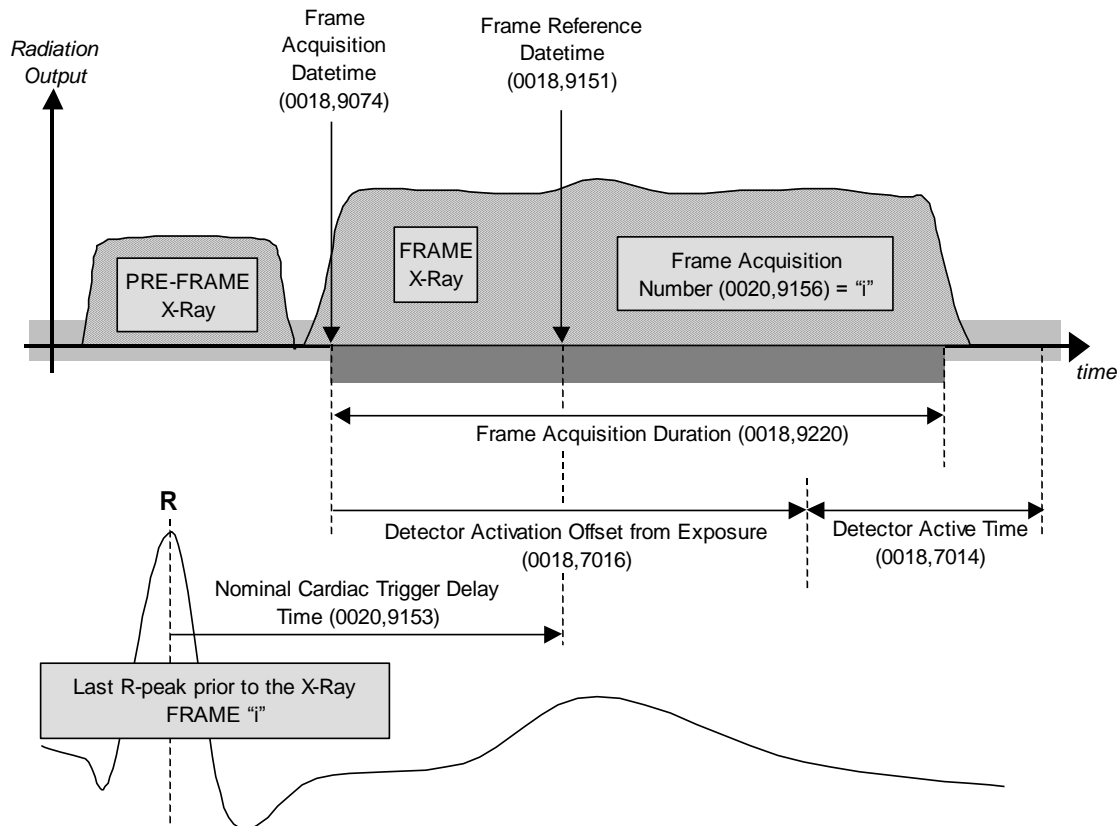 Radiation
Output
Frame
Acquisition
Datetime
(0018,9074)
Frame Reference
Datetime
(0018,9151)
PRE-FRAME
X-Ray
FRAME
X-Ray
Frame Acquisition
Number (0020,9156) = “i”
time
Frame Acquisition Duration (0018,9220)
R
Detector Activation Offset from Exposure
(0018,7016)
Detector Active Time
(0018,7014)
Nominal Cardiac Trigger Delay
Time (0020,9153)
Last R-peak prior to the X-Ray
FRAME “i”